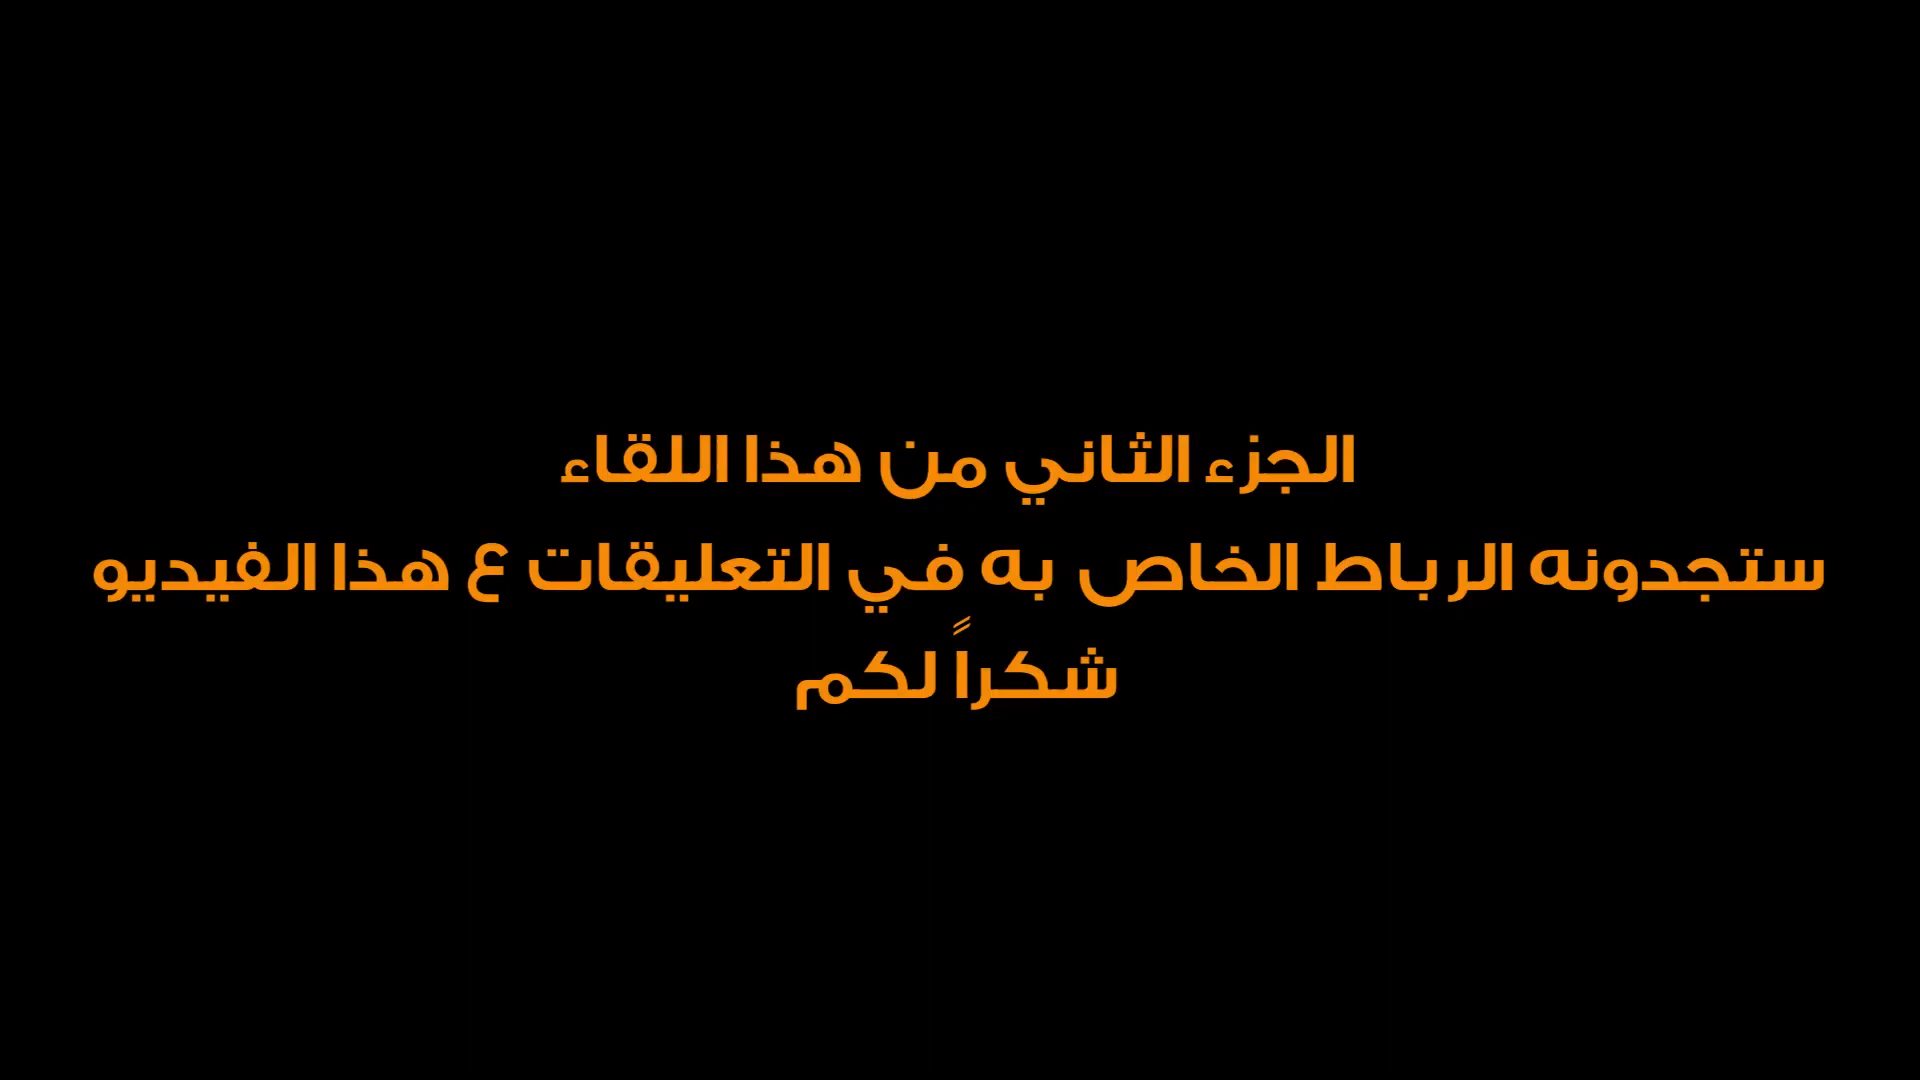 الجزء الثاني من هذا اللقاء
ستجدونه الرباط الخاص به في التعليقات ع هذا الفيديو
شكراً لكم